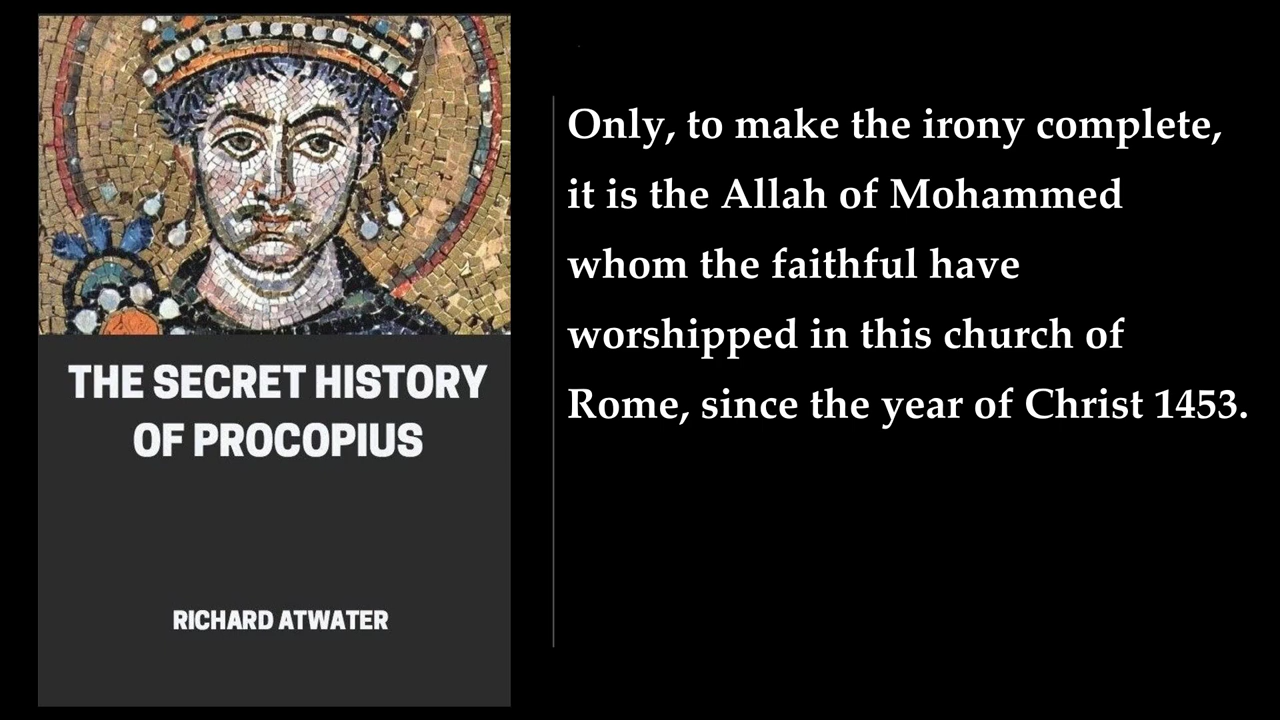 THE SECRET HISTORY
OF PROCOPIUS
RICHARD ATWATER
Only, to make the irony complete,
it is the Allah of Mohammed
whom the faithful have
worshipped in this church of
Rome, since the year of Christ 1453.